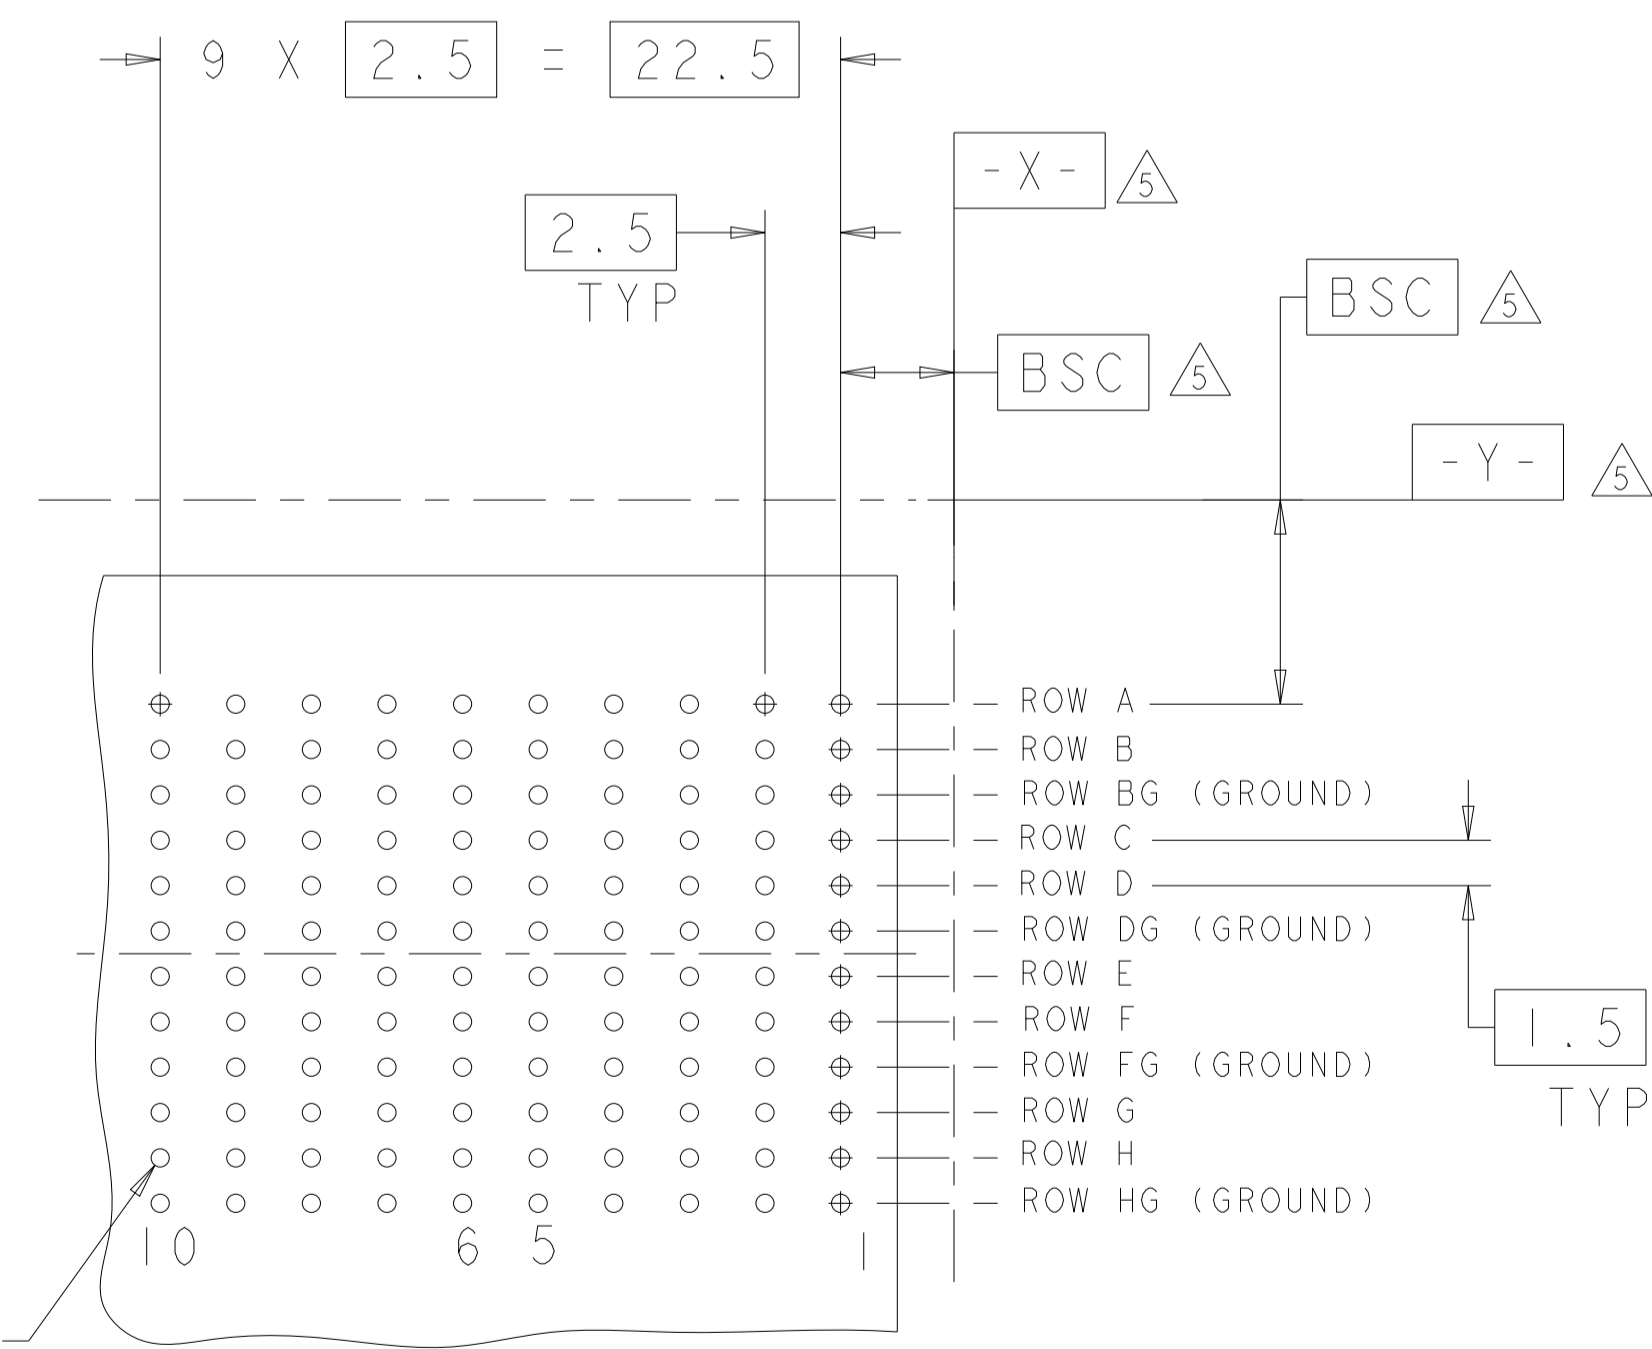 9 X 2.5 = 22.5
-X- 5
2.5
TYP
BSC 5
BSC 5
-Y- 5
ROW A
ROW B
ROW BG (GROUND)
ROW C
ROW D
ROW DG (GROUND)
ROW E
ROW F
ROW FG (GROUND)
ROW G
ROW H
ROW HG (GROUND)
1.5
TYP
10 6 5 1